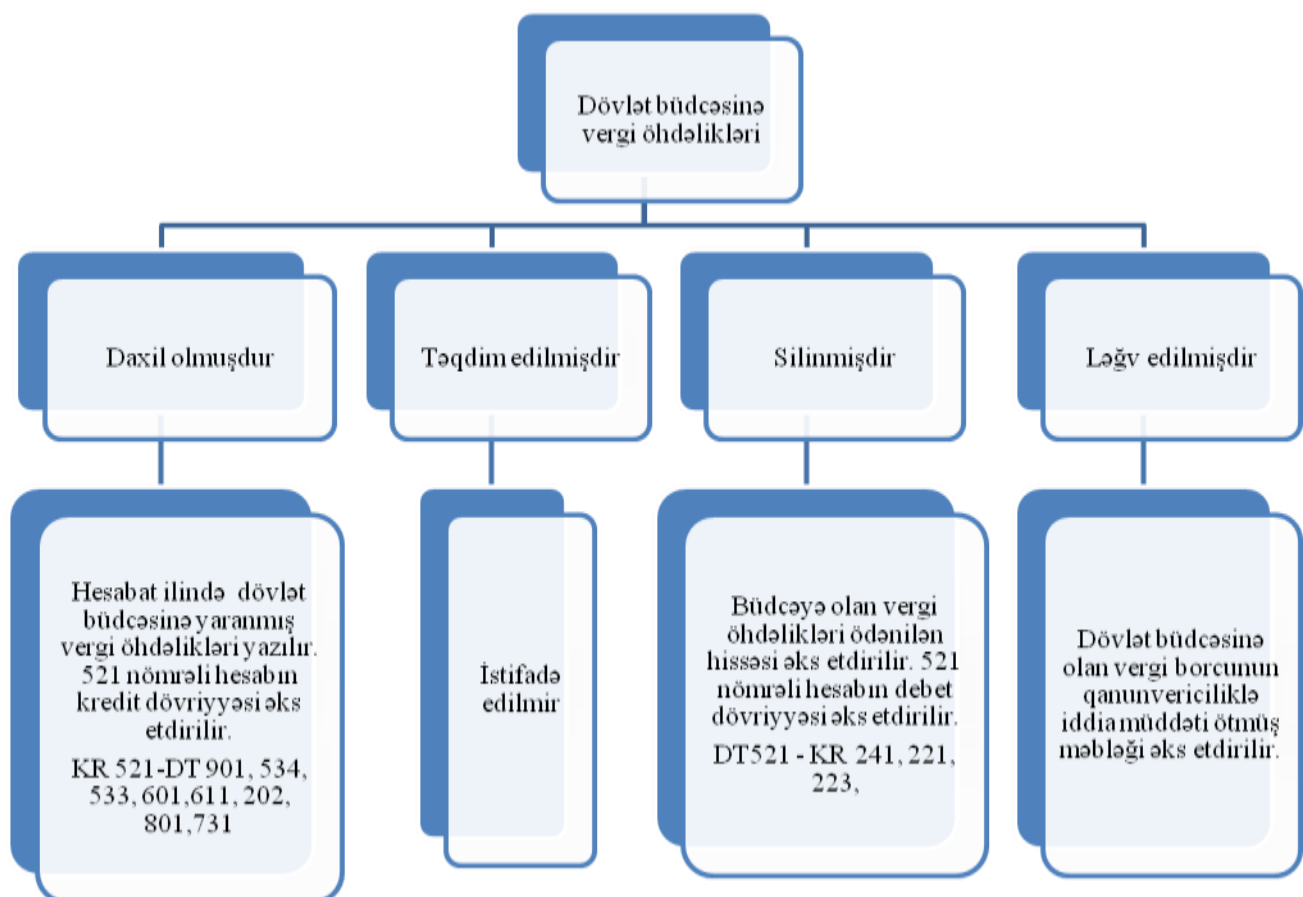 Dövlət büdcəsinə
vergi öhdəlikləri
Daxil olmuşdur
Təqdim edilmişdir
Silinmişdir
Ləğv edilmişdir
Hesabat ilində dövlət
büdcəsinə yaranmış
vergi öhdəlikləri yazılır.
521 nömrəli hesabın
kredit dövriyyəsi əks
etdirilir.
KR 521-DT 901, 534,
533, 601,611, 202,
801,731
İstifadə
edilmir
Büdcəyə olan vergi
öhdəlikləri ödənilən
hissəsi əks etdirilir. 521
nömrəli hesabın debet
dövriyyəsi əks etdirilir.
DT521 - KR 241, 221,
223,
Dövlət büdcəsinə
olan vergi borcunun
qanunvericiliklə
iddia müddəti ötmüş
məbləği əks etdirilir.